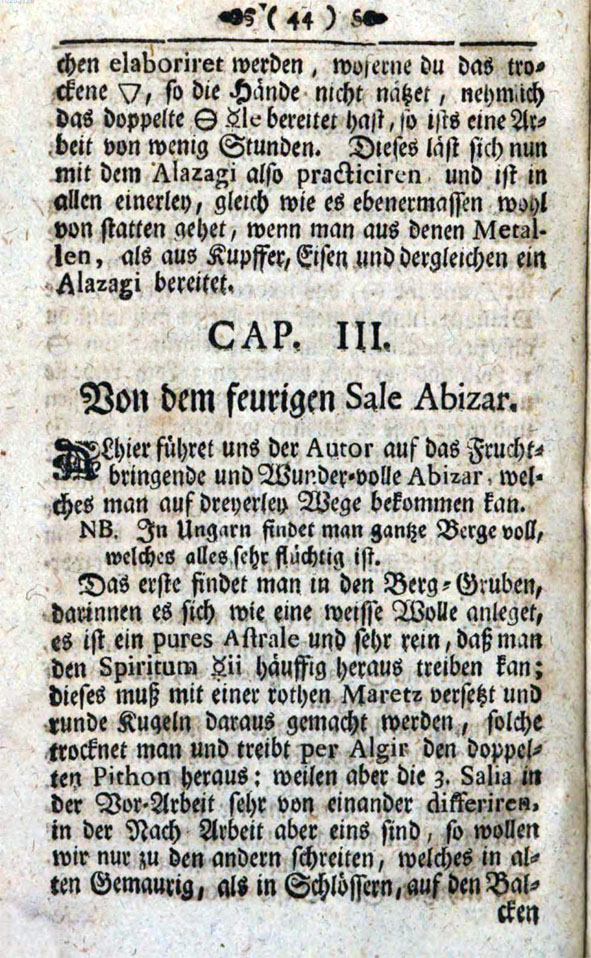 ( 44 )
chen elaboriret werden, woferne du das tro⸗
ckene 🜄, so die Hände nicht nätzet, nehmlich
das doppelte 🜔 ☿le bereitet hast, so ists eine Ar⸗
beit von wenig Stunden. Dieses läst sich nun
mit dem Alazagi also practiciren und ist in
allen einerley, gleich wie es ebenermassen wohl
von statten gehet, wenn man aus denen Metal-
len, als aus Kupffer, Eisen und dergleichen ein
Alazagi bereitet.
CAP. III.
Von dem feurigen Sale Abizar.
Alhier führet uns der Autor auf das Frucht⸗
bringende und Wunder⸗volle Abizar, wel⸗
ches man auf dreyerley Wege bekommen kan.
NB. In Ungarn findet man gantze Berge voll,
welches alles sehr flüchtig ist.
Das erste findet man in den Berg⸗Gruben,
darinnen es sich wie eine weisse Wolle anleget,
es ist ein pures Astrale und sehr rein, daß man
den Spiritum ☿ii häuffig heraus treiben kan;
dieses muß mit einer rothen Maretz versetzt und
runde Kugeln daraus gemacht werden, solche
trocknet man und treibt per Algir den doppel⸗
ten Pithon heraus: weilen aber die 3. Salia in
der Vor⸗Arbeit sehr von einander differiren,
in der Nach Arbeit aber eins sind, so wollen
wir nur zu den andern schreiten, welches in al⸗
ten Gemaurig, als in Schlössern, auf den Bal⸗
cken